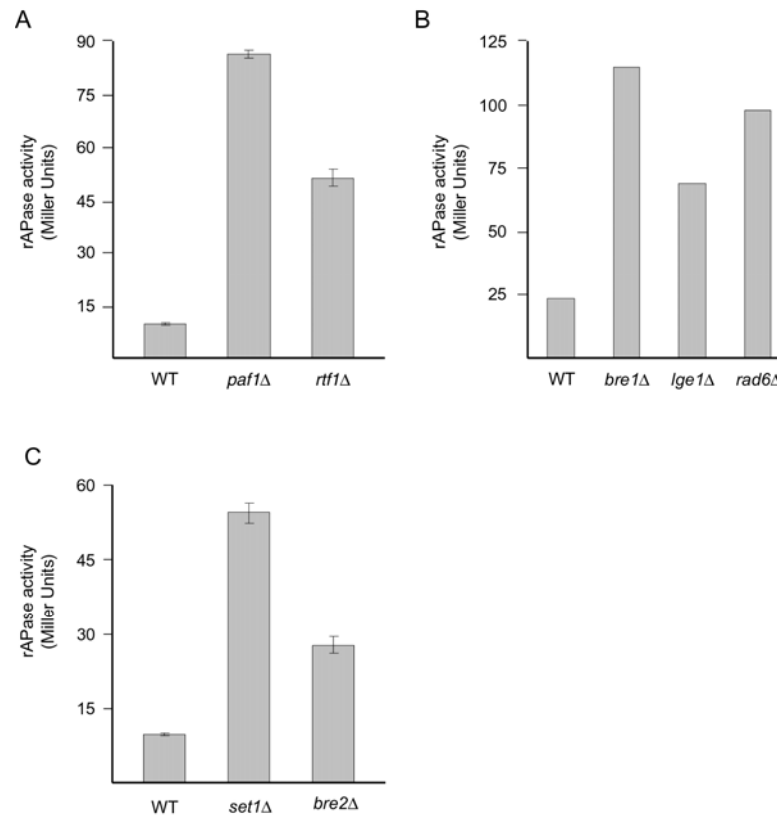 A
rAPase activity
(Miller Units)
90
75
60
45
30
15
WT paf1Δ rtf1Δ
B
rAPase activity
(Miller Units)
125
100
75
50
25
WT bre1Δ lge1Δ rad6Δ
C
rAPase activity
(Miller Units)
60
45
30
15
WT set1Δ bre2Δ